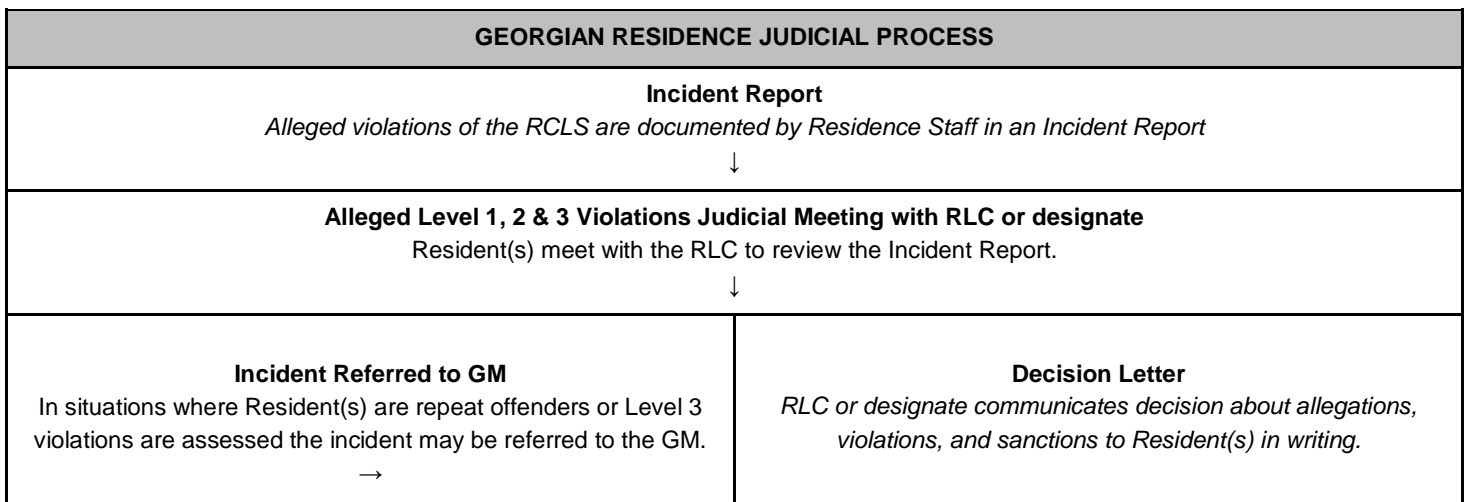 GEORGIAN RESIDENCE JUDICIAL PROCESS
Incident Report
Alleged violations of the RCLS are documented by Residence Staff in an Incident Report
↓
Alleged Level 1, 2 & 3 Violations Judicial Meeting with RLC or designate
Resident(s) meet with the RLC to review the Incident Report.
↓
Incident Referred to GM
In situations where Resident(s) are repeat offenders or Level 3
violations are assessed the incident may be referred to the GM.
→
Decision Letter
RLC or designate communicates decision about allegations,
violations, and sanctions to Resident(s) in writing.